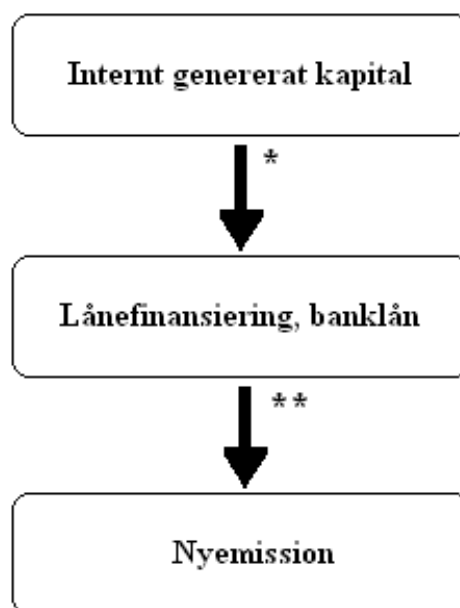 Internt genererat kapital
*
Lånefinansiering, banklån
**
Nyemission